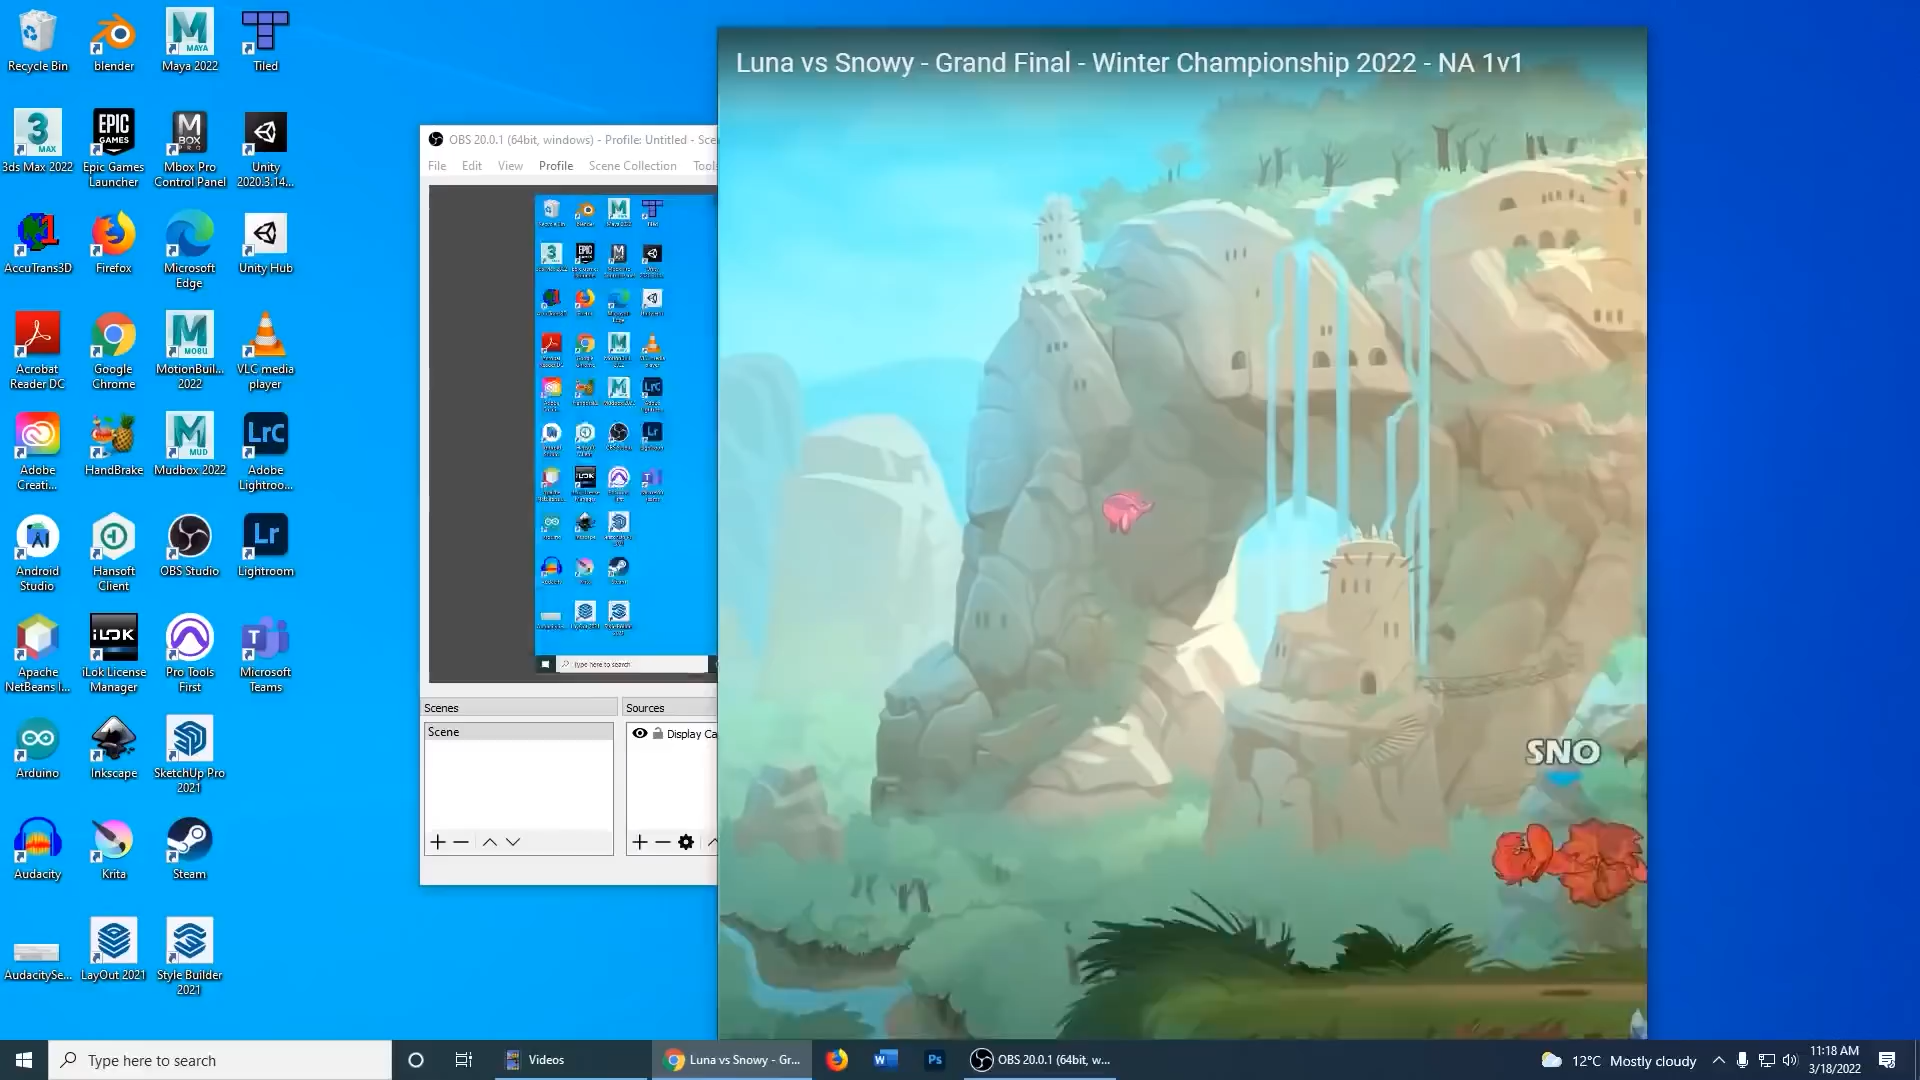 Recycle Bin
blender
Maya 2022
Tiled
3ds Max 2022
Epic Games
Launcher
Mbox Pro
Control Panel
Unity
2020.3.14...
AccuTrans3D
Firefox
Microsoft
Edge
Unity Hub
Acrobat
Reader DC
Google
Chrome
MotionBuil...
2022
VLC media
player
Adobe
Creati...
HandBrake
Mudbox 2022
Adobe
Lightroo...
Android
Studio
Hansoft
Client
OBS Studio
Lightroom
Apache
NetBeans I...
iLok License
Manager
Pro Tools
First
Microsoft
Teams
Arduino
Inkscape
SketchUp Pro
2021
Audacity
Krita
Steam
AudacitySe...
LayOut 2021
Style Builder
2021
OBS 20.0.1 (64bit, windows) - Profile: Untitled - Sce
File Edit View Profile Scene Collection Tools
Type here to search
Scenes
Sources
Scene
Display Ca
Luna vs Snowy - Grand Final - Winter Championship 2022 - NA 1v1
SNO
Type here to search
Videos
Luna vs Snowy - Gr...
OBS 20.0.1 (64bit, w...
12°C Mostly cloudy
11:18 AM
3/18/2022